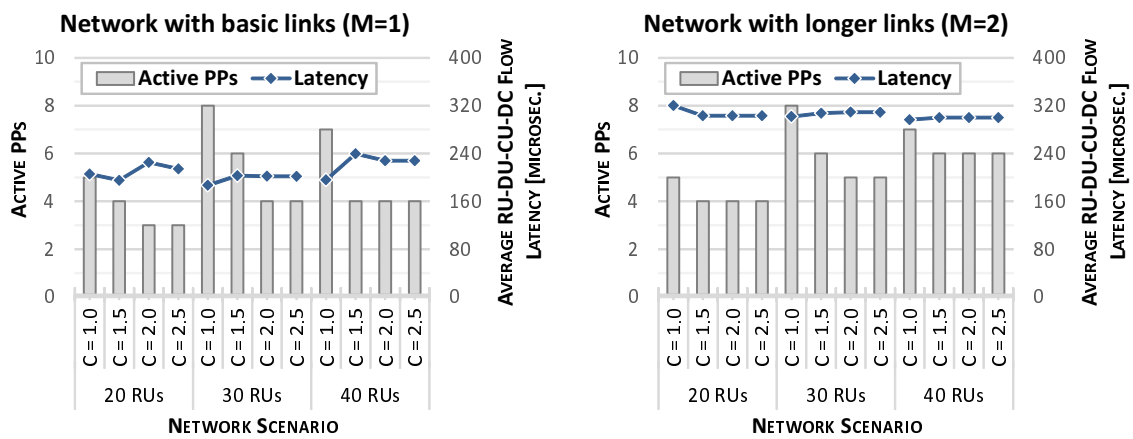 Network with basic links (M=1)
10
8
6
4
2
0
ACTIVE PPS
Active PPs
Latency
400
320
240
160
80
0
AVERAGE RU-DU-CU-DC FLOW
LATENCY [MICROSEC.]
C = 1.0
C = 1.5
C = 2.0
C = 2.5
C = 1.0
C = 1.5
C = 2.0
C = 2.5
C = 1.0
C = 1.5
C = 2.0
C = 2.5
20 RUs
30 RUs
40 RUs
NETWORK SCENARIO
Network with longer links (M=2)
10
8
6
4
2
0
ACTIVE PPS
Active PPs
Latency
400
320
240
160
80
0
AVERAGE RU-DU-CU-DC FLOW
LATENCY [MICROSEC.]
C = 1.0
C = 1.5
C = 2.0
C = 2.5
C = 1.0
C = 1.5
C = 2.0
C = 2.5
C = 1.0
C = 1.5
C = 2.0
C = 2.5
20 RUs
30 RUs
40 RUs
NETWORK SCENARIO